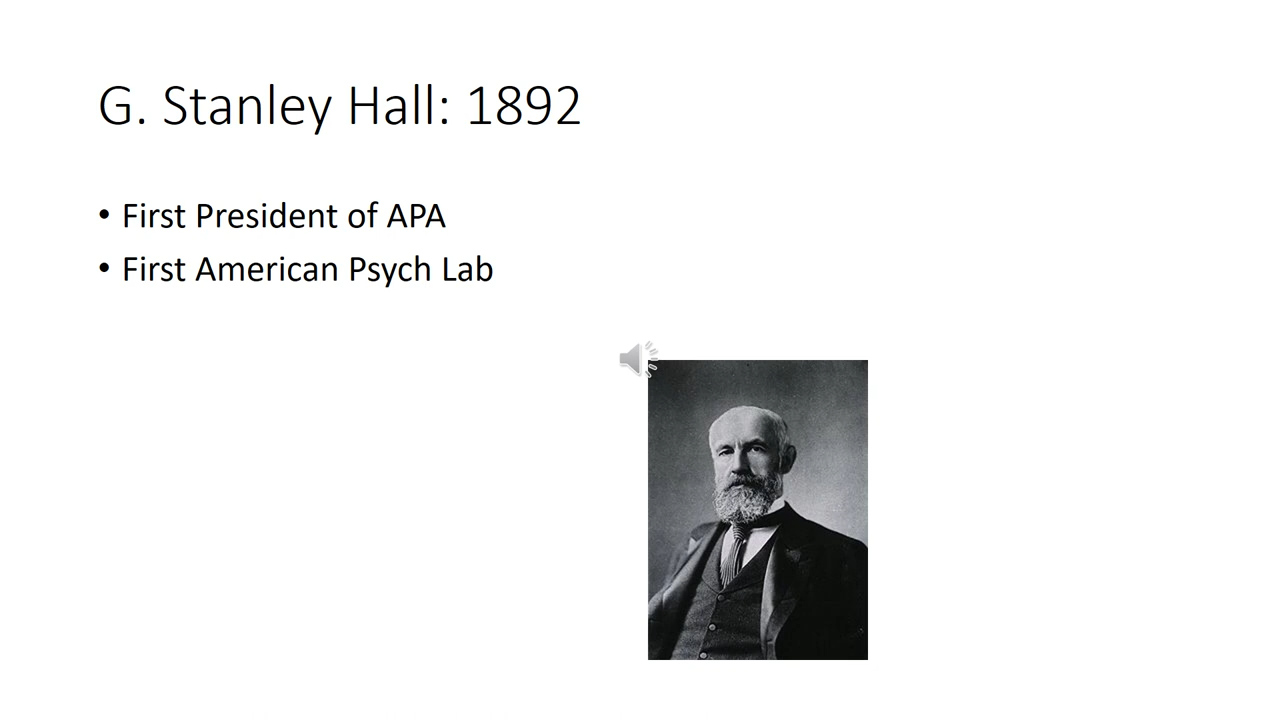 G. Stanley Hall: 1892
• First President of APA
• First American Psych Lab